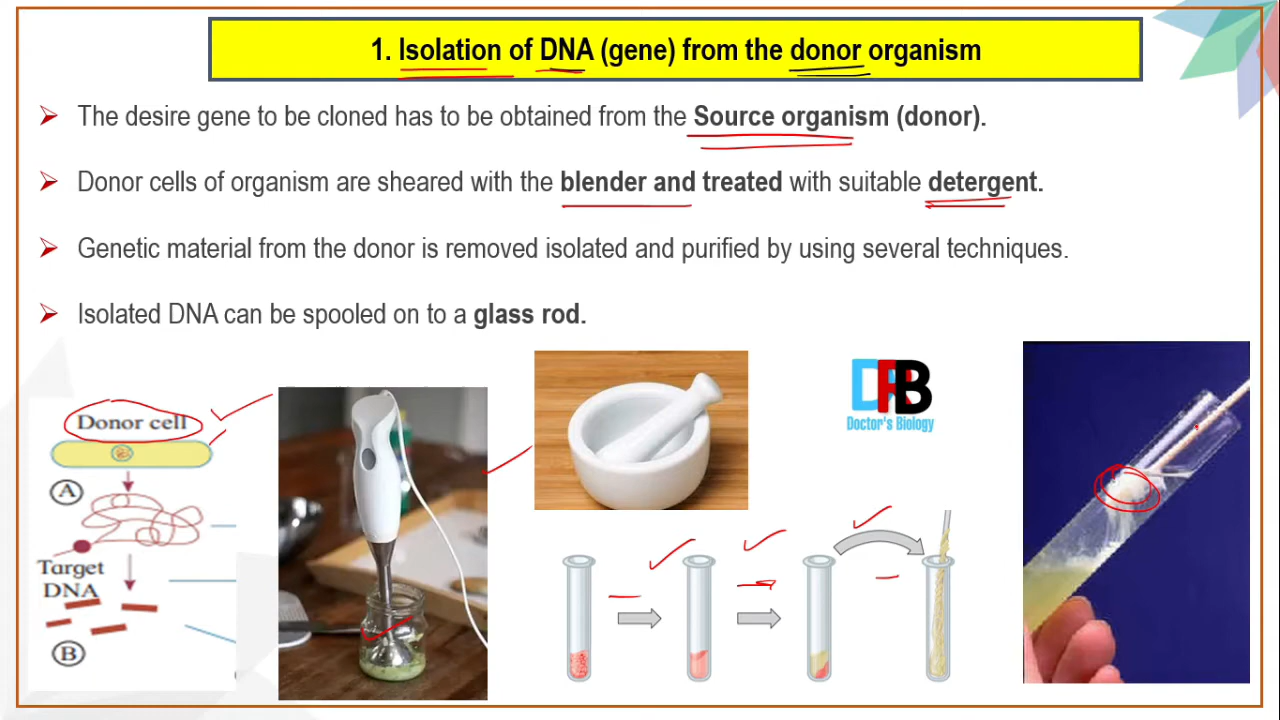 1. Isolation of DNA (gene) from the donor organism
The desire gene to be cloned has to be obtained from the Source organism (donor).
Donor cells of organism are sheared with the blender and treated with suitable detergent.
Genetic material from the donor is removed isolated and purified by using several techniques.
Isolated DNA can be spooled on to a glass rod.
Donor cell
A
Target
DNA
B
DRB
Doctor's Biology